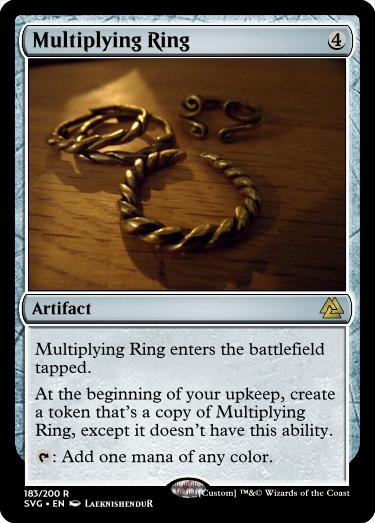 Multiplying Ring 4
Artifact
Multiplying Ring enters the battlefield
tapped.
At the beginning of your upkeep, create
a token that's a copy of Multiplying
Ring, except it doesn't have this ability.
: Add one mana of any color.
183/200 R
SVG • EN LaeknishenduR
[Custom] ™&© Wizards of the Coast